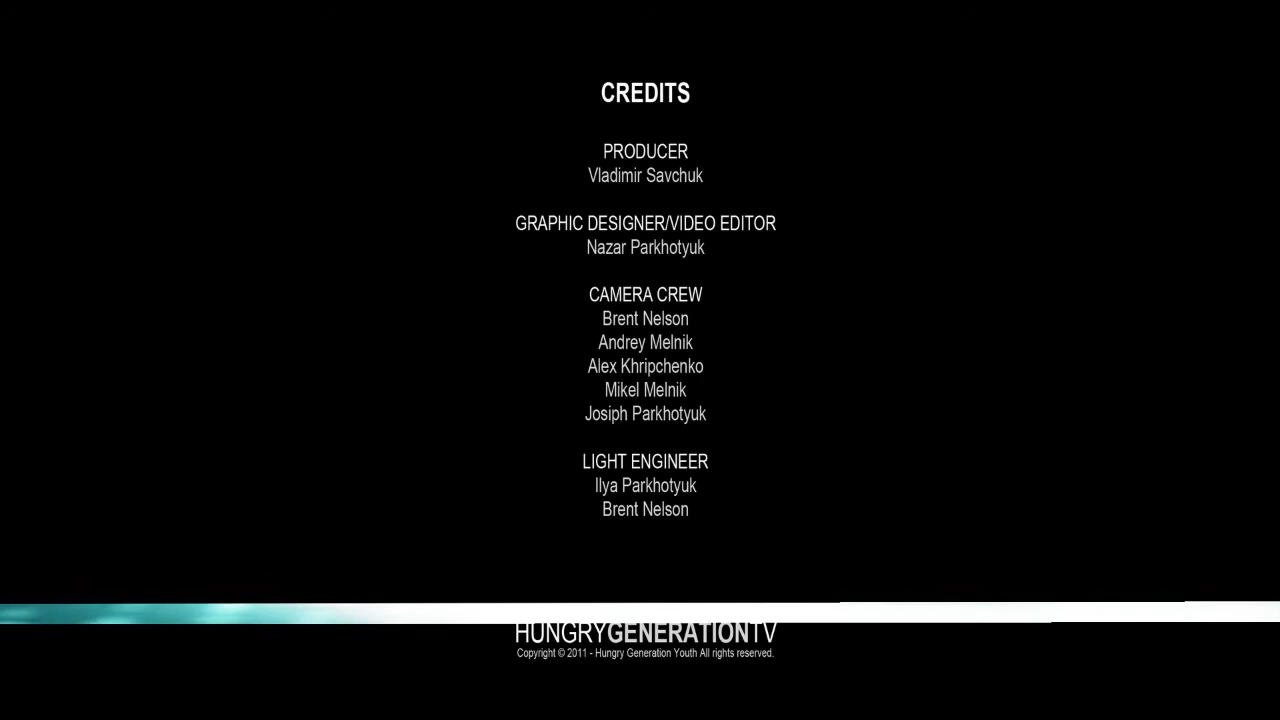 CREDITS
PRODUCER
Vladimir Savchuk
GRAPHIC DESIGNER/VIDEO EDITOR
Nazar Parkhotyuk
CAMERA CREW
Brent Nelson
Andrey Melnik
Alex Khripchenko
Mikel Melnik
Josiph Parkhotyuk
LIGHT ENGINEER
Ilya Parkhotyuk
Brent Nelson
HUNGRYGENERATIONTV
Copyright © 2011 - Hungry Generation Youth All rights reserved.